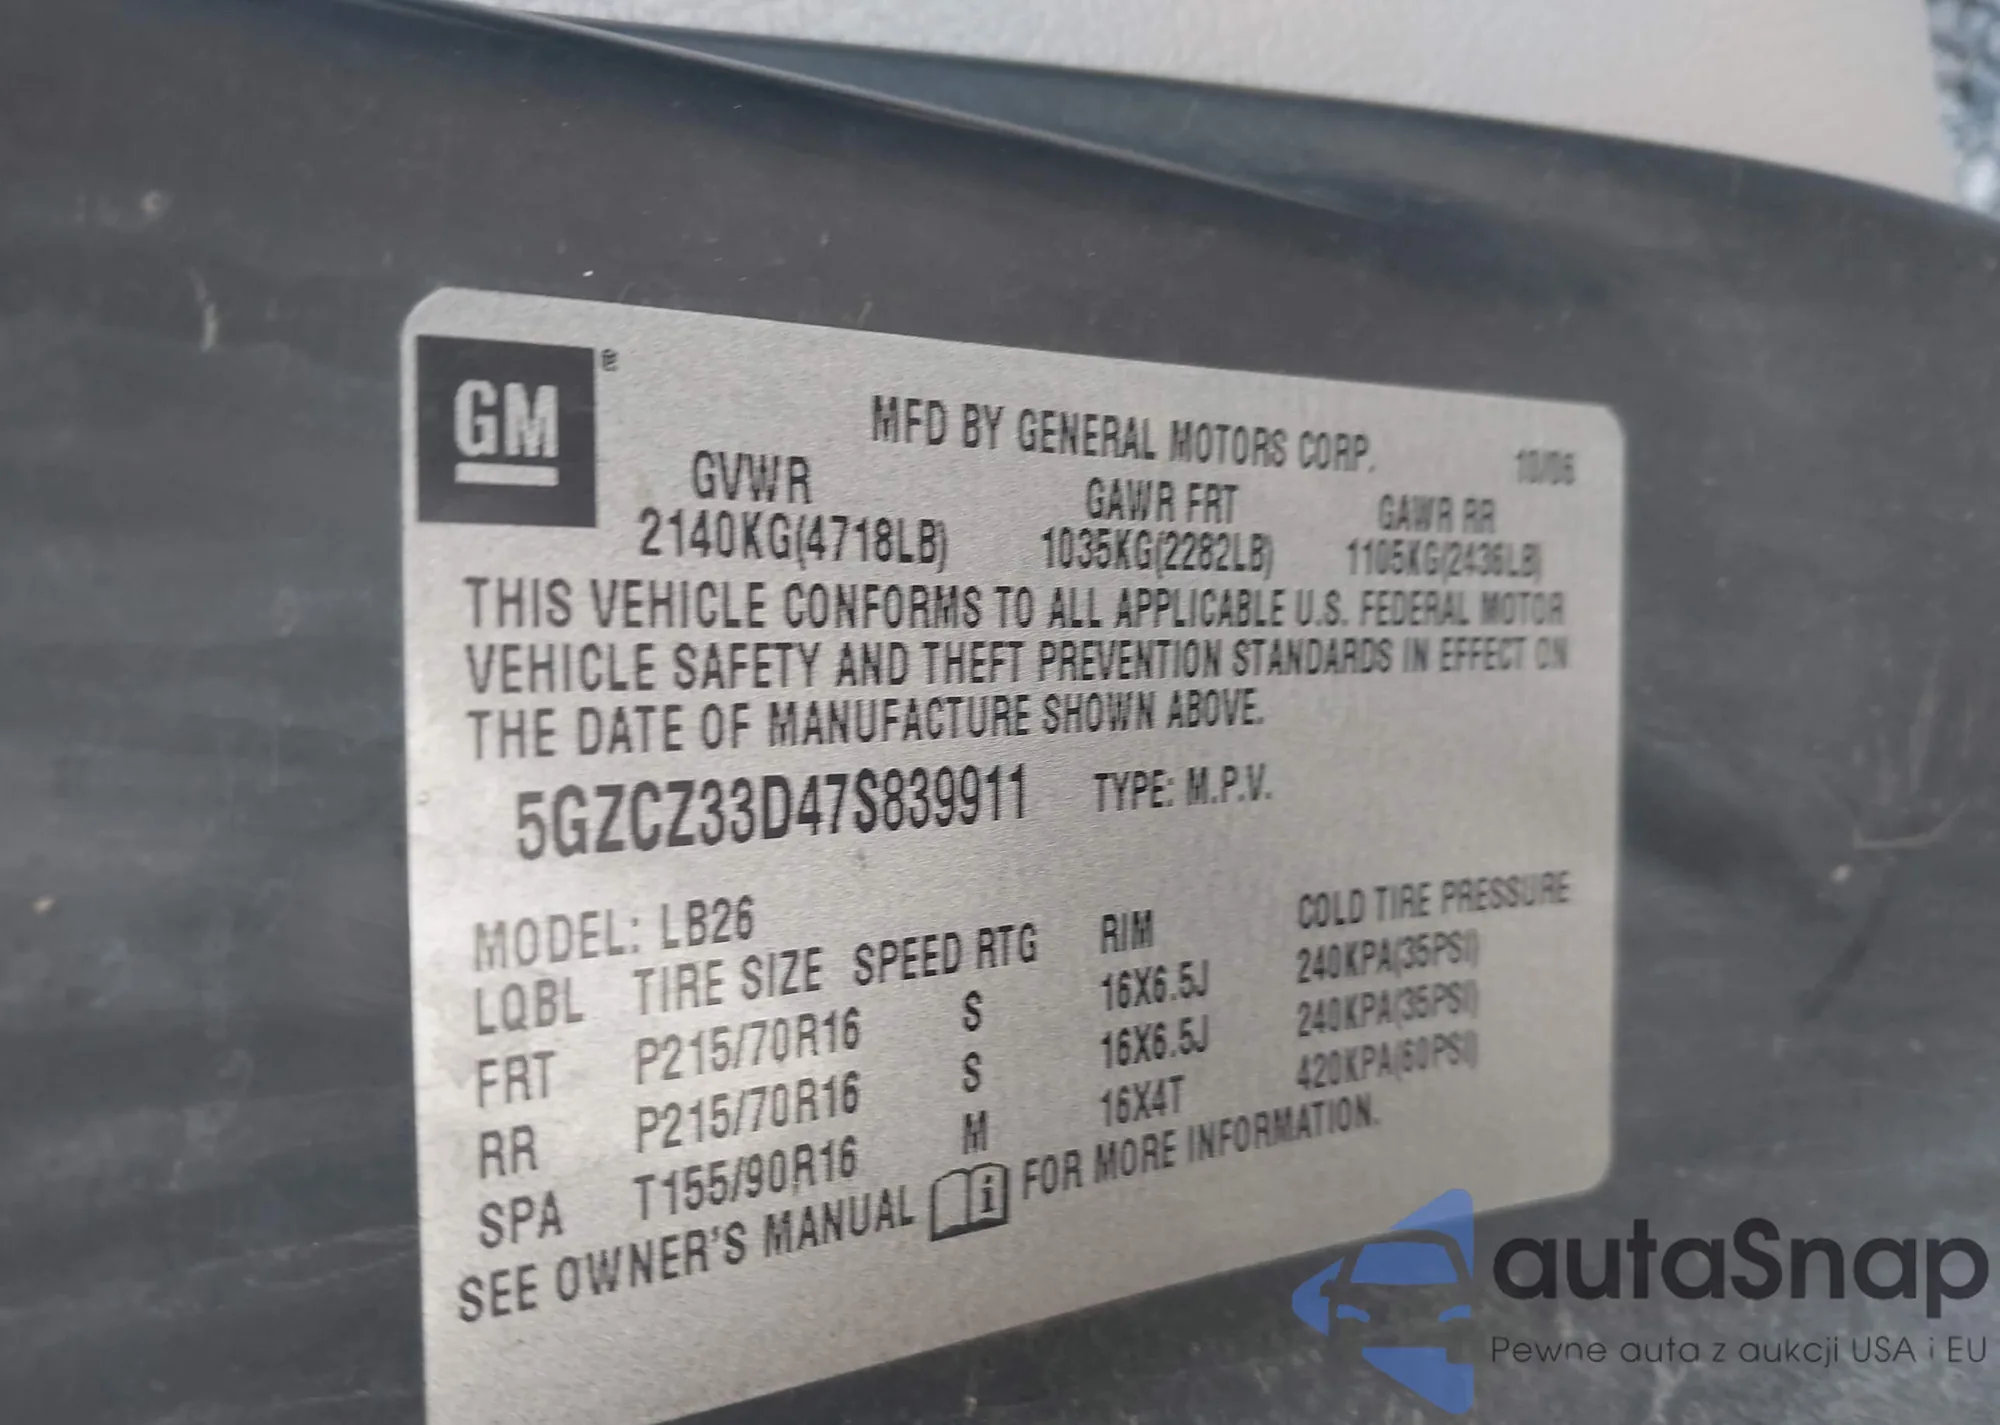 GM®
MFD BY GENERAL MOTORS CORP. 10/06
GVWR GAWR FRT GAWR RR
2140KG(4718LB) 1035KG(2282LB) 1105KG(2436LB)
THIS VEHICLE CONFORMS TO ALL APPLICABLE U.S. FEDERAL MOTOR
VEHICLE SAFETY AND THEFT PREVENTION STANDARDS IN EFFECT ON
THE DATE OF MANUFACTURE SHOWN ABOVE.
5GZCZ33D47S839911 TYPE: M.P.V.
MODEL: LB26
LQBL TIRE SIZE SPEED RTG RIM COLD TIRE PRESSURE
FRT P215/70R16 S 16X6.5J 240KPA(35PSI)
RR P215/70R16 S 16X6.5J 240KPA(35PSI)
SPA T155/90R16 M 16X4T 420KPA(60PSI)
SEE OWNER'S MANUAL i FOR MORE INFORMATION.
autaSnap
Pewne auta z aukcji USA i EU